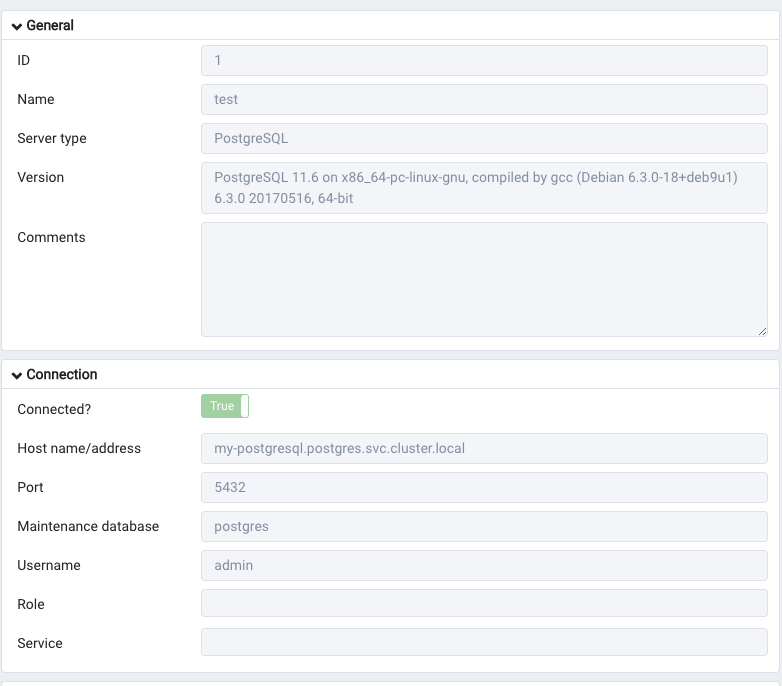 General
ID
1
Name
test
Server type
PostgreSQL
Version
PostgreSQL 11.6 on x86_64-pc-linux-gnu, compiled by gcc (Debian 6.3.0-18+deb9u1)
6.3.0 20170516, 64-bit
Comments
Connection
Connected?
True
Host name/address
my-postgresql.postgres.svc.cluster.local
Port
5432
Maintenance database
postgres
Username
admin
Role
Service